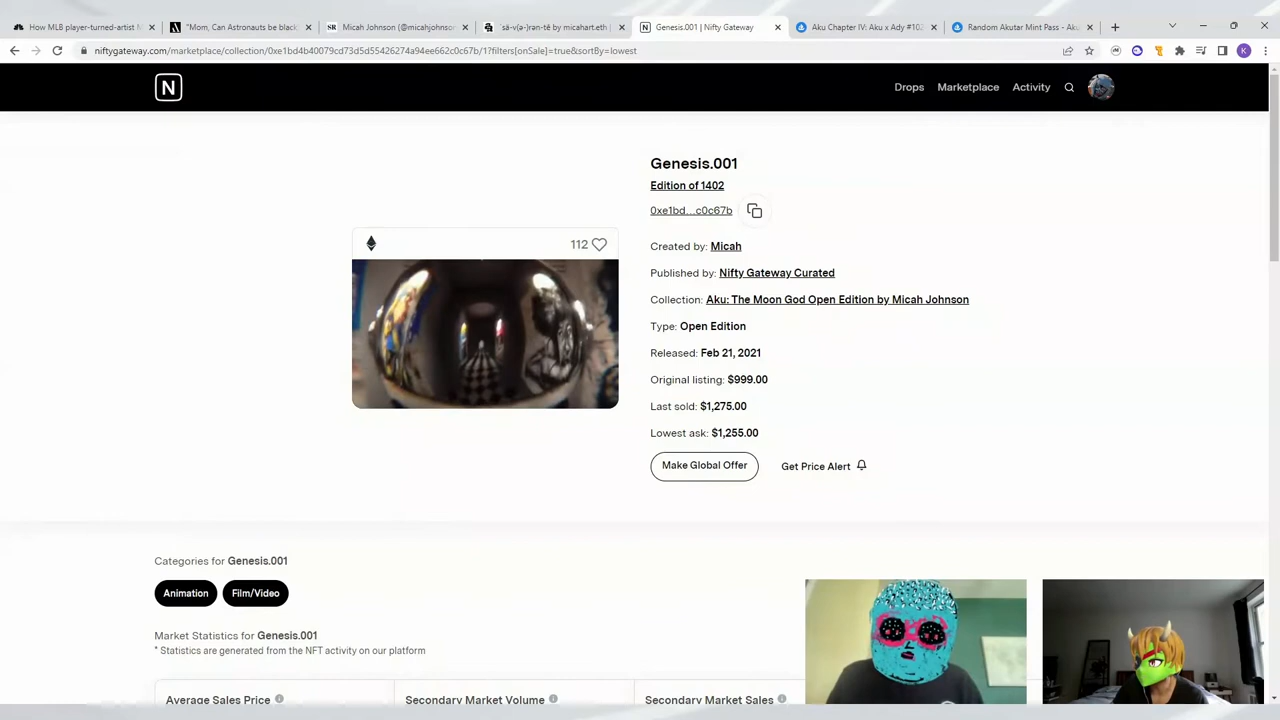 MLB player-turned-artist M
"Mom, Can Astronauts be black
Micah Johnson (@micahjohnso
sä-v(ə-)rən-tē by micahart.eth |
Genesis.001 | Nifty Gateway
Aku Chapter IV: Aku x Ady #102
Random Akutar Mint Pass - Aku
niftygateway.com/marketplace/collection/0xe1bd4b40079cd73d5d55426274a94ee662c0c67b/1?filters[onSale]=true&sortBy=lowest
K
N
Drops Marketplace Activity
Genesis.001
Edition of 1402
0xe1bd...c0c67b
112
Created by: Micah
Published by: Nifty Gateway Curated
Collection: Aku: The Moon God Open Edition by Micah Johnson
Type: Open Edition
Released: Feb 21, 2021
Original listing: $999.00
Last sold: $1,275.00
Lowest ask: $1,255.00
Make Global Offer Get Price Alert
Categories for Genesis.001
Animation Film/Video
Market Statistics for Genesis.001
* Statistics are generated from the NFT activity on our platform
Average Sales Price Secondary Market Volume Secondary Market Sales